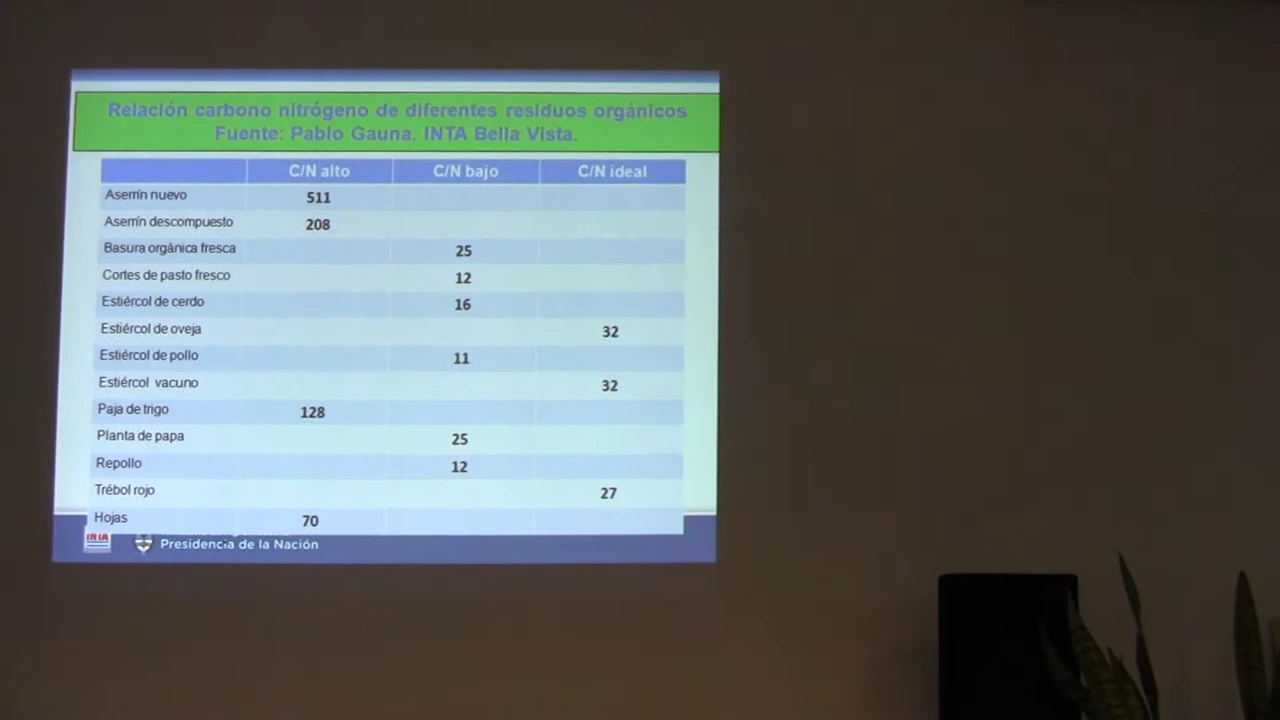 Relación carbono nitrógeno de diferentes residuos orgánicos
Fuente: Pablo Gauna. INTA Bella Vista.
C/N alto C/N bajo C/N ideal
Aserrín nuevo 511
Aserrín descompuesto 208
Basura orgánica fresca 25
Cortes de pasto fresco 12
Estiércol de cerdo 16
Estiércol de oveja 32
Estiércol de pollo 11
Estiércol vacuno 32
Paja de trigo 128
Planta de papa 25
Repollo 12
Trébol rojo 27
Hojas 70
INTA
Presidencia de la Nación